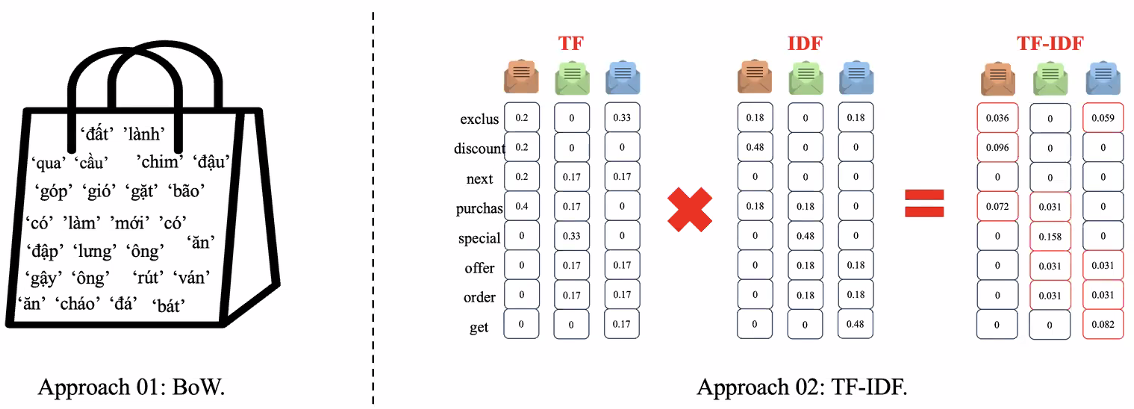 ‘đất’ ‘lành’
‘qua’ ‘cầu’ ‘chim’ ‘đậu’
‘góp’ ‘gió’ ‘gặt’ ‘bão’
‘có’ ‘làm’ ‘mới’ ‘có’
‘ăn’
‘đập’ ‘lưng’ ‘ông’
‘gậy’ ‘ông’ ‘rút’ ‘ván’
‘ăn’ ‘cháo’ ‘đá’ ‘bát’
Approach 01: BoW.
TF IDF TF-IDF
exclus 0.2 0 0.33 0.18 0 0.18 0.036 0 0.059
discount 0.2 0 0 0.48 0 0 0.096 0 0
next 0.2 0.17 0.17 0 0 0 0 0 0
purchas 0.4 0.17 0 0.18 0.18 0 0.072 0.031 0
special 0 0.33 0 0 0.48 0 0 0.158 0
offer 0 0.17 0.17 0 0.18 0.18 0 0.031 0.031
order 0 0.17 0.17 0 0.18 0.18 0 0.031 0.031
get 0 0 0.17 0 0 0.48 0 0 0.082
Approach 02: TF-IDF.